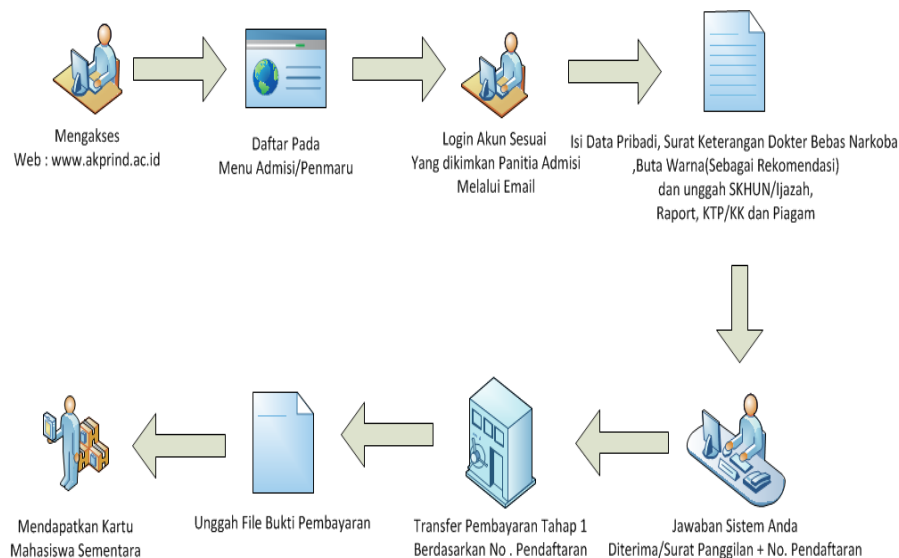 Mengakses
Web : www.akprind.ac.id
Daftar Pada
Menu Admisi/Penmaru
Login Akun Sesuai
Yang dikimkan Panitia Admisi
Melalui Email
Isi Data Pribadi, Surat Keterangan Dokter Bebas Narkoba
,Buta Warna(Sebagai Rekomendasi)
dan unggah SKHUN/Ijazah,
Raport, KTP/KK dan Piagam
Jawaban Sistem Anda
Diterima/Surat Panggilan + No. Pendaftaran
Transfer Pembayaran Tahap 1
Berdasarkan No . Pendaftaran
Unggah File Bukti Pembayaran
Mendapatkan Kartu
Mahasiswa Sementara